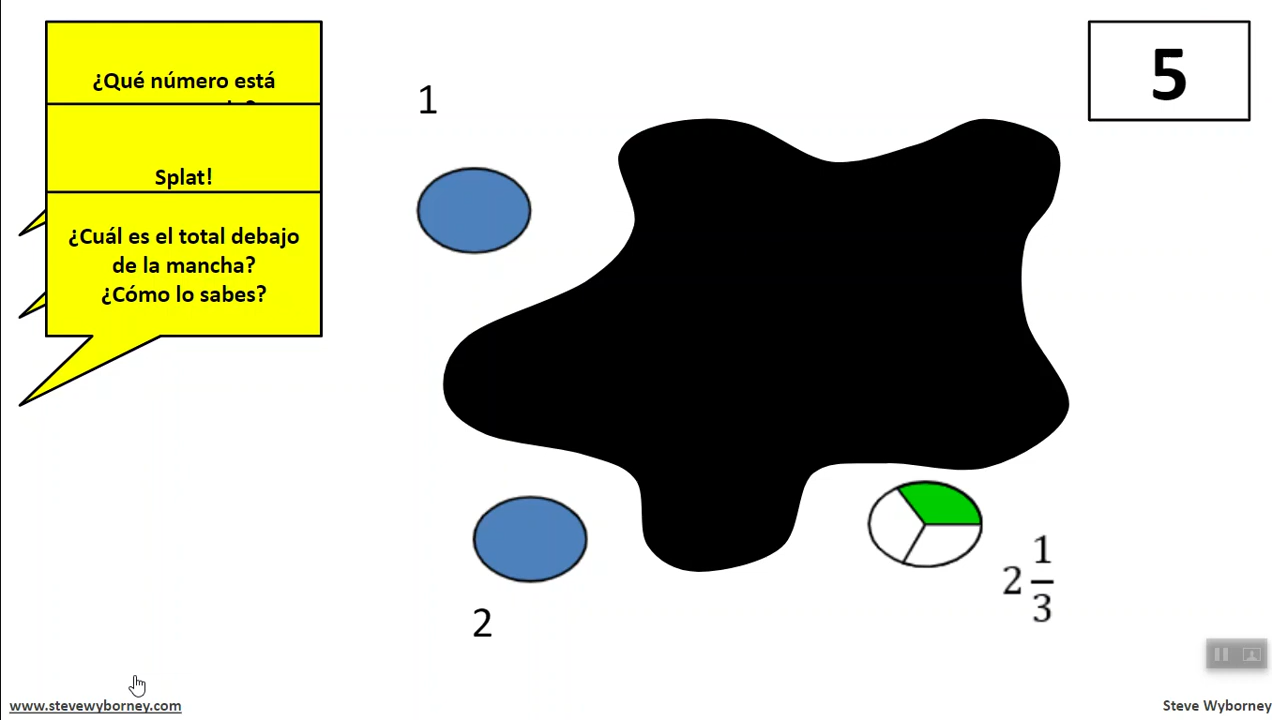 ¿Qué número está
Splat!
¿Cuál es el total debajo
de la mancha?
¿Cómo lo sabes?
1
5
2
2 1/3
www.stevewyborney.com
Steve Wyborney